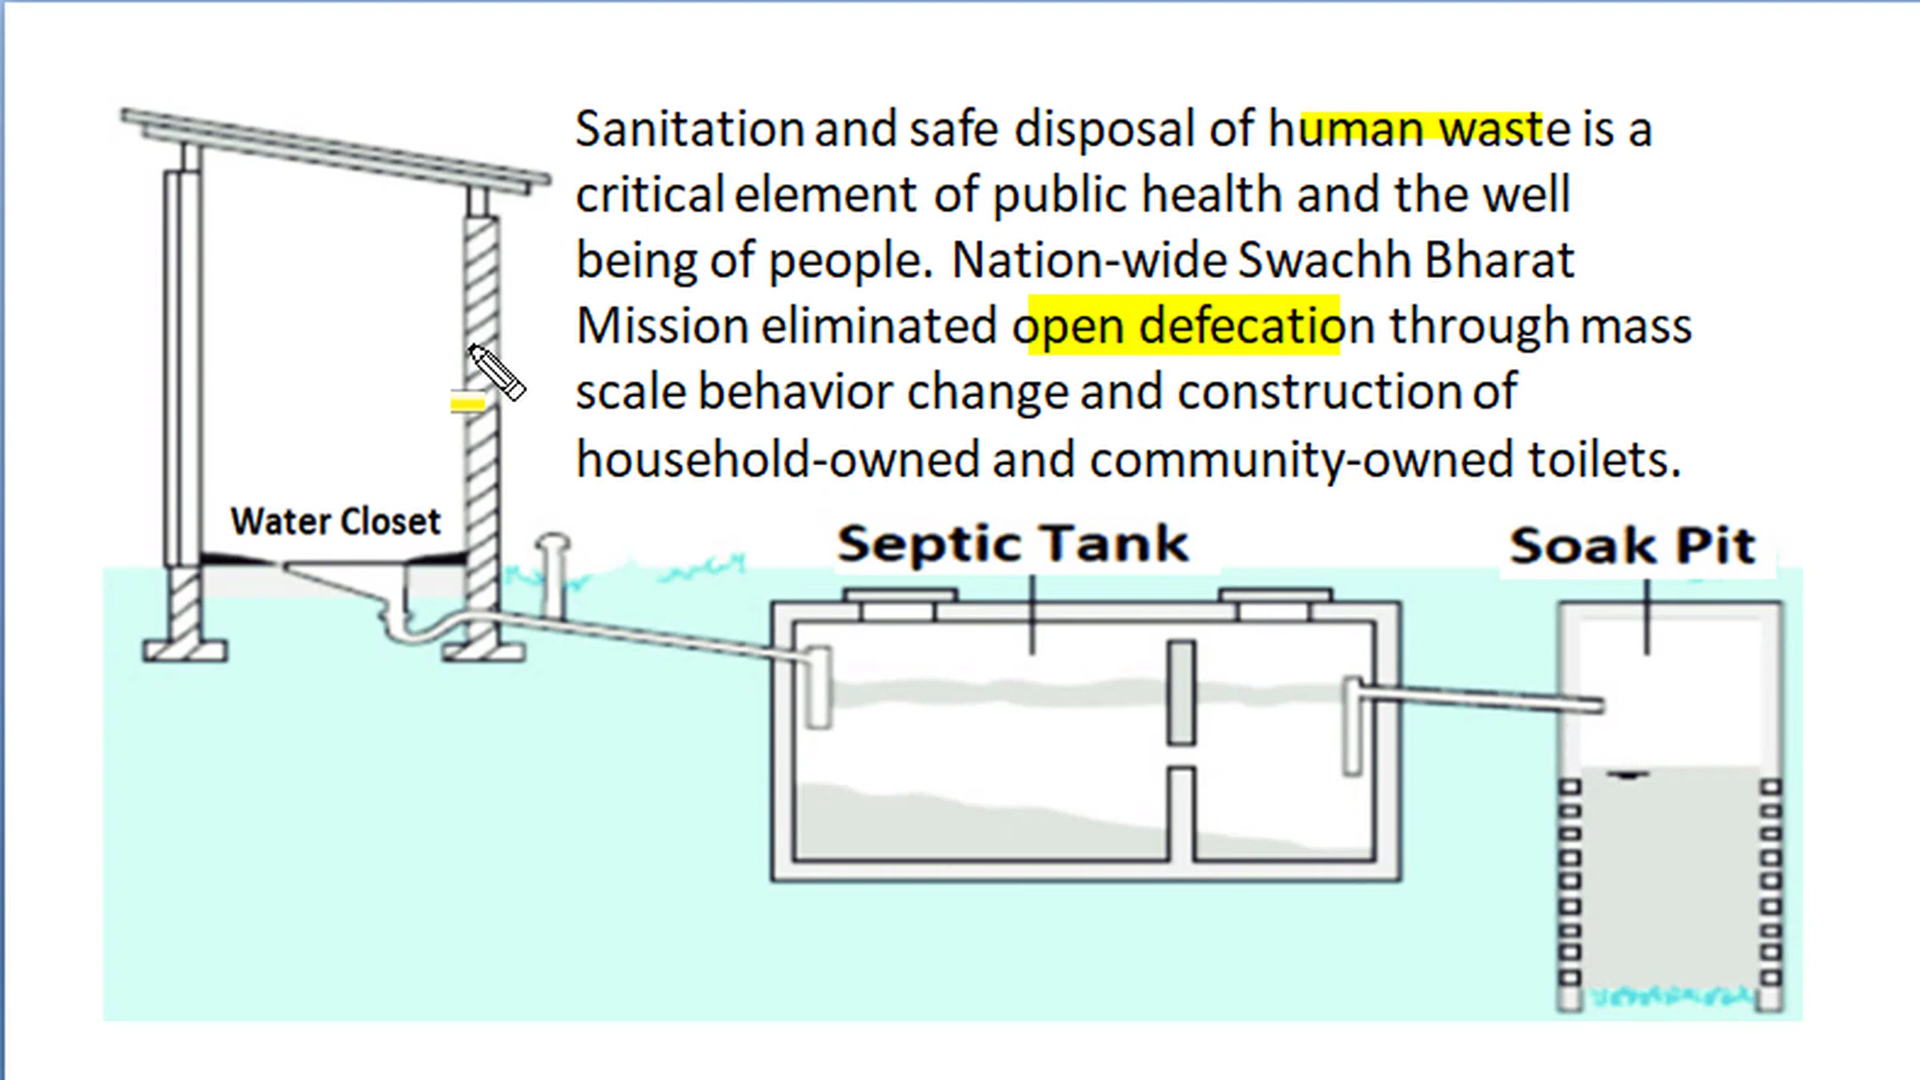 Sanitation and safe disposal of human waste is a
critical element of public health and the well
being of people. Nation-wide Swachh Bharat
Mission eliminated open defecation through mass
scale behavior change and construction of
household-owned and community-owned toilets.
Water Closet
Septic Tank
Soak Pit